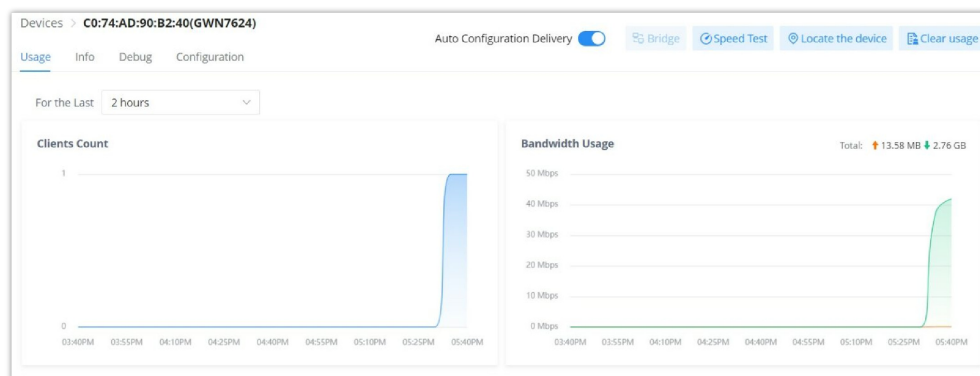 Devices > C0:74:AD:90:B2:40(GWN7624)
Auto Configuration Delivery
Bridge
Speed Test
Locate the device
Clear usage
Usage Info Debug Configuration
For the Last 2 hours
Clients Count
1
0
03:40PM 03:55PM 04:10PM 04:25PM 04:40PM 04:55PM 05:10PM 05:25PM 05:40PM
Bandwidth Usage
Total: 13.58 MB 2.76 GB
50 Mbps
40 Mbps
30 Mbps
20 Mbps
10 Mbps
0 Mbps
03:40PM 03:55PM 04:10PM 04:25PM 04:40PM 04:55PM 05:10PM 05:25PM 05:40PM